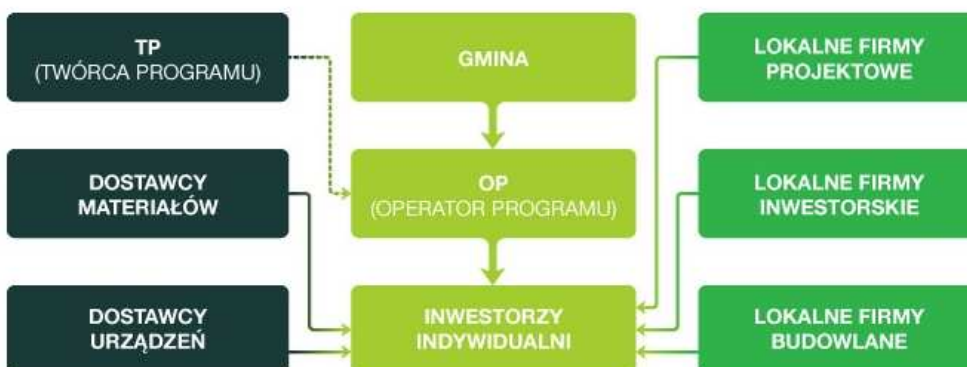 TP
(TWÓRCA PROGRAMU)
GMINA
LOKALNE FIRMY
PROJEKTOWE
DOSTAWCY
MATERIAŁÓW
OP
(OPERATOR PROGRAMU)
LOKALNE FIRMY
INWESTORSKIE
DOSTAWCY
URZĄDZEŃ
INWESTORZY
INDYWIDUALNI
LOKALNE FIRMY
BUDOWLANE